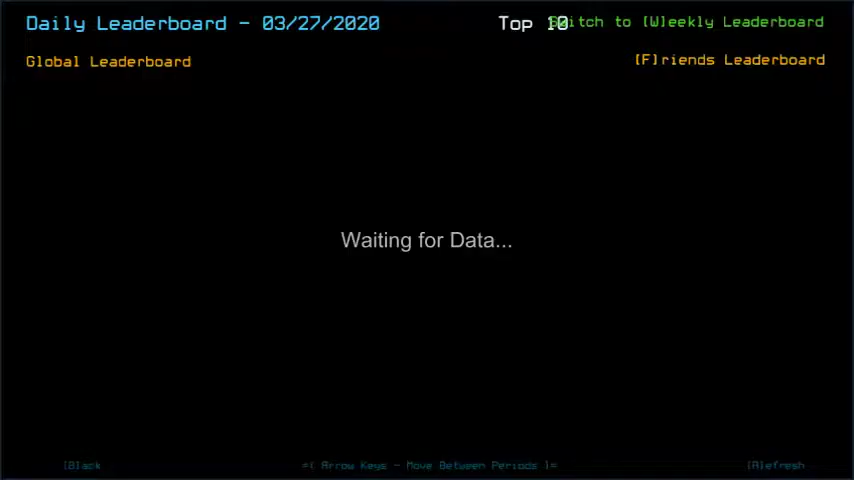 Daily Leaderboard - 03/27/2020 Top 10 Switch to [W]eekly Leaderboard
Global Leaderboard [F]riends Leaderboard
Waiting for Data...
[B]ack =[ Arrow Keys - Move Between Periods ]= [R]efresh